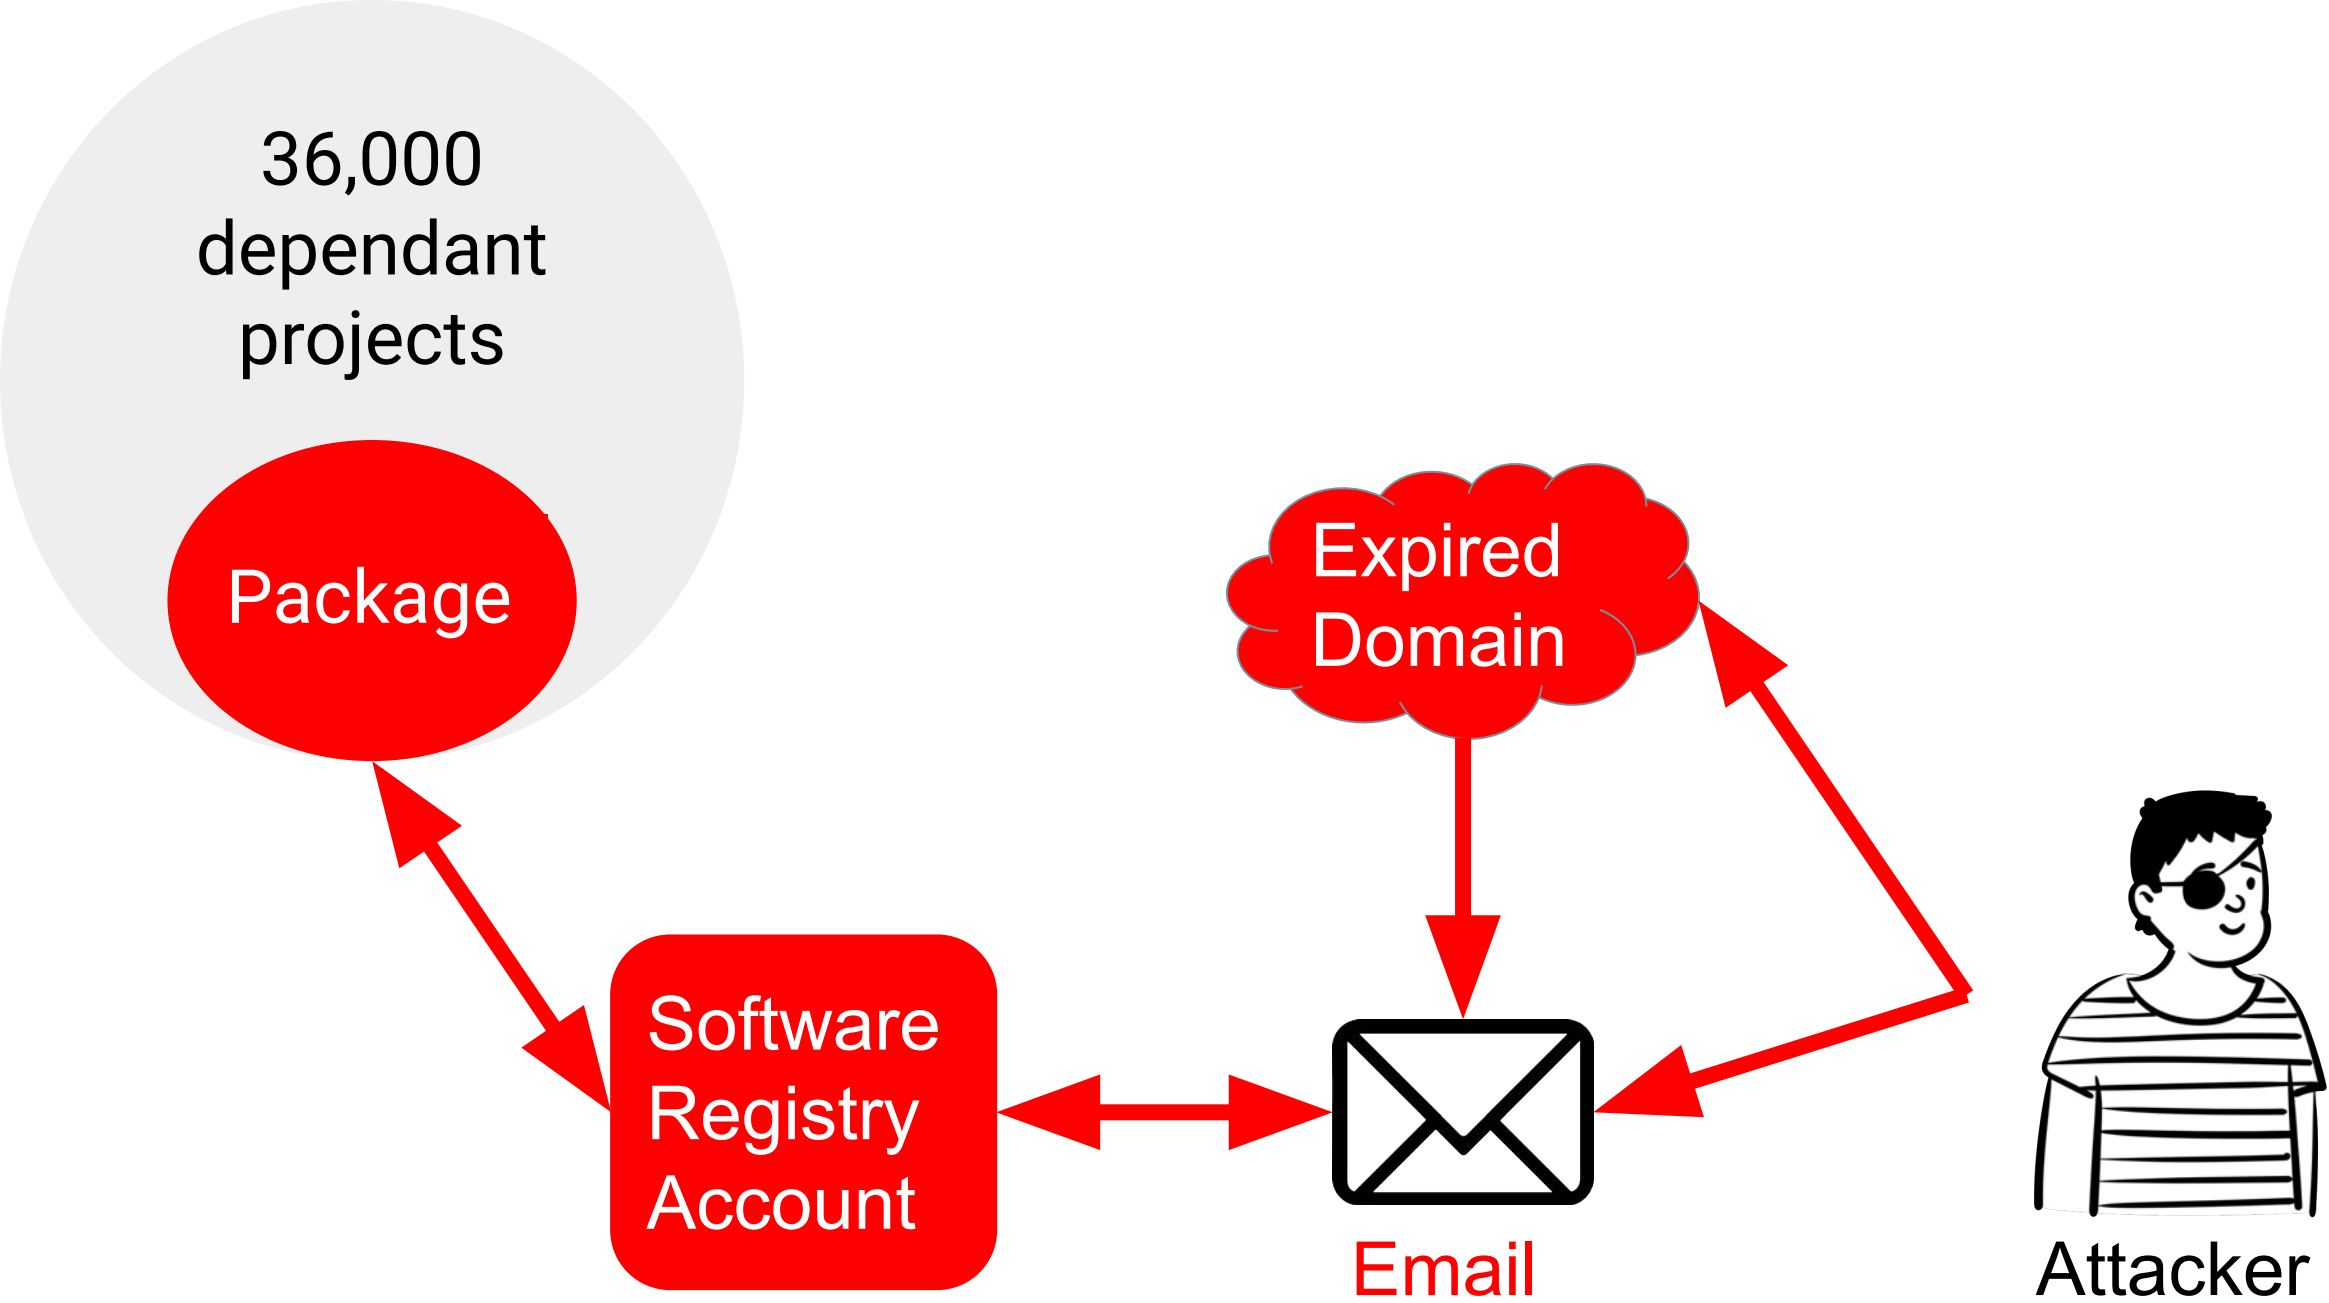 36,000
dependant
projects
Package
Expired
Domain
Software
Registry
Account
Email
Attacker